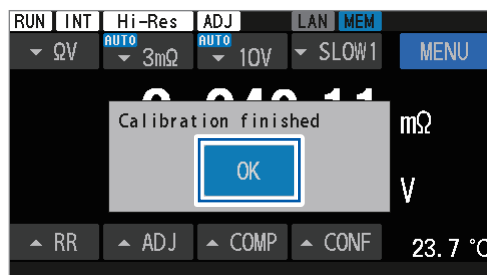 RUN INT Hi-Res ADJ LAN MEM
ΩV AUTO 3mΩ AUTO 10V SLOW1 MENU
mΩ
Calibration finished
OK
V
RR ADJ COMP CONF 23.7 °C